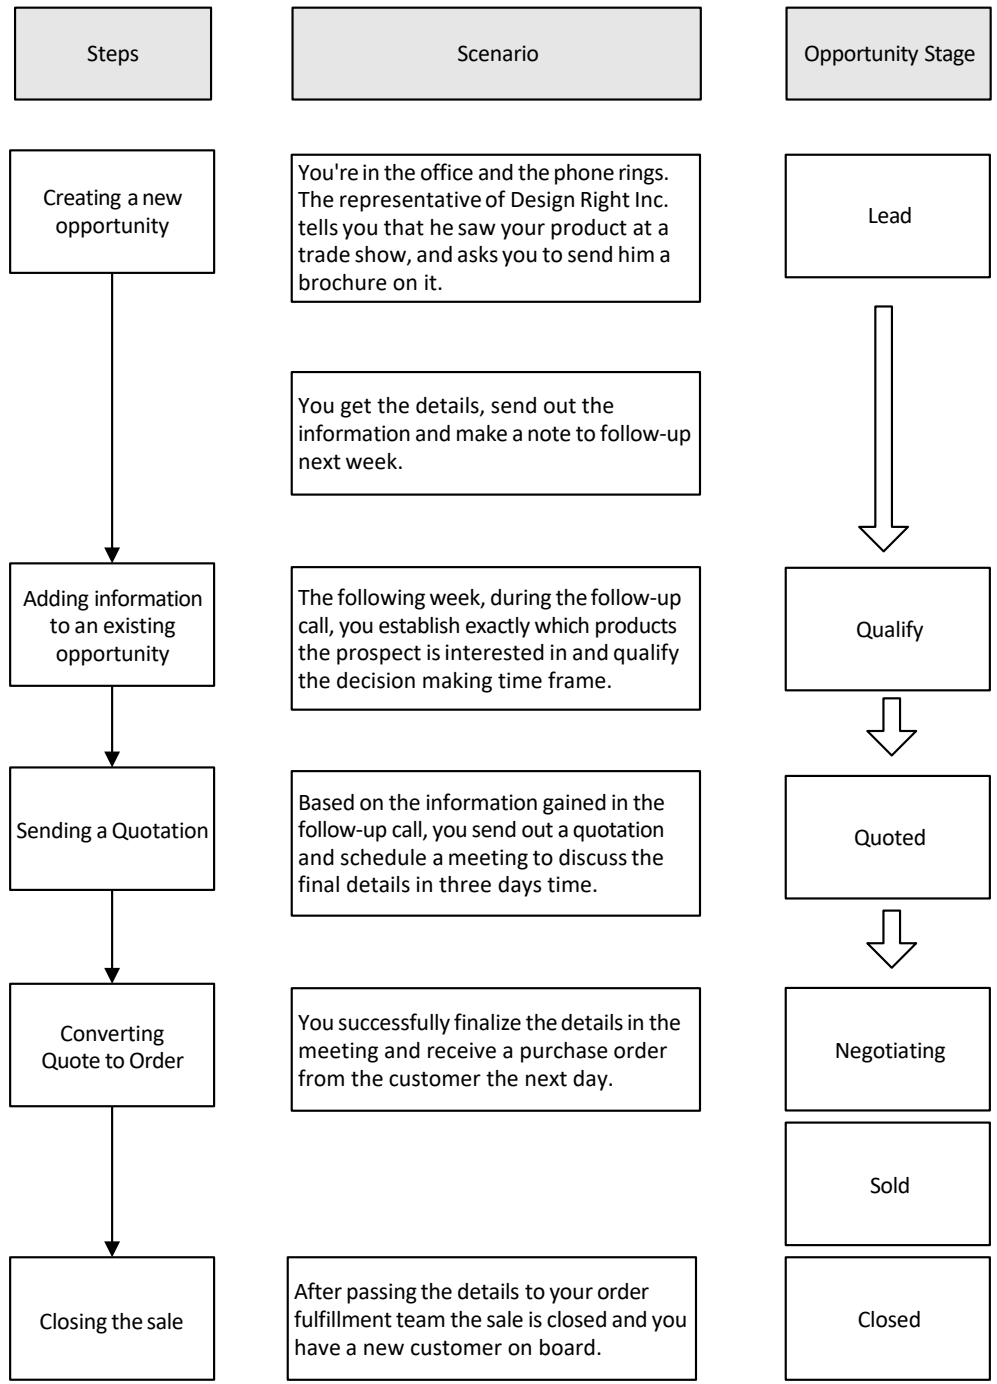 Steps
Scenario
Opportunity Stage
Creating a new
opportunity
You're in the office and the phone rings.
The representative of Design Right Inc.
tells you that he saw your product at a
trade show, and asks you to send him a
brochure on it.
Lead
You get the details, send out the
information and make a note to follow-up
next week.
Adding information
to an existing
opportunity
The following week, during the follow-up
call, you establish exactly which products
the prospect is interested in and qualify
the decision making time frame.
Qualify
Sending a Quotation
Based on the information gained in the
follow-up call, you send out a quotation
and schedule a meeting to discuss the
final details in three days time.
Quoted
Converting
Quote to Order
You successfully finalize the details in the
meeting and receive a purchase order
from the customer the next day.
Negotiating
Sold
Closing the sale
After passing the details to your order
fulfillment team the sale is closed and you
have a new customer on board.
Closed